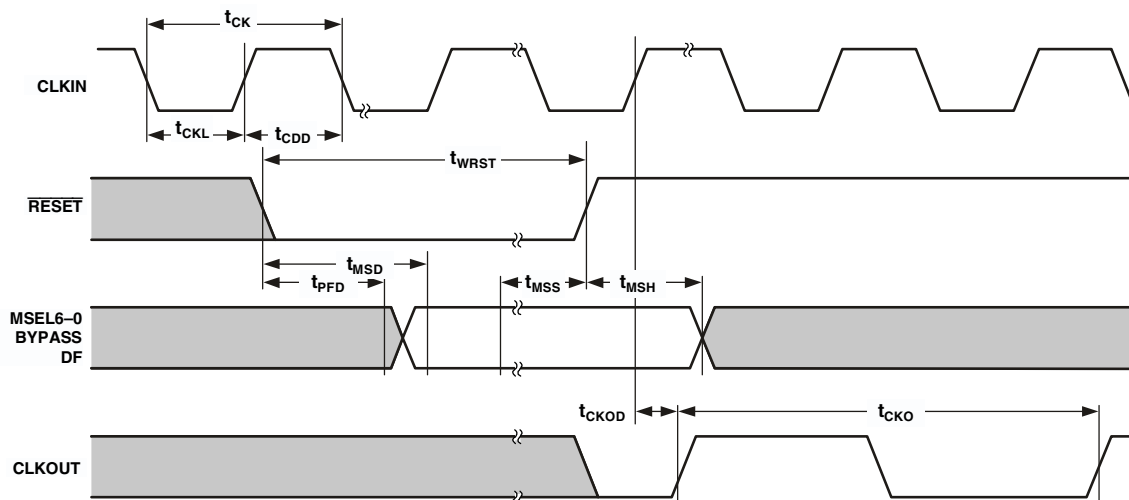 tCK
CLKIN
tCKL
tCDD
tWRST
RESET
tMSD
tPFD
tMSS
tMSH
MSEL6–0
BYPASS
DF
tCKOD
tCKO
CLKOUT